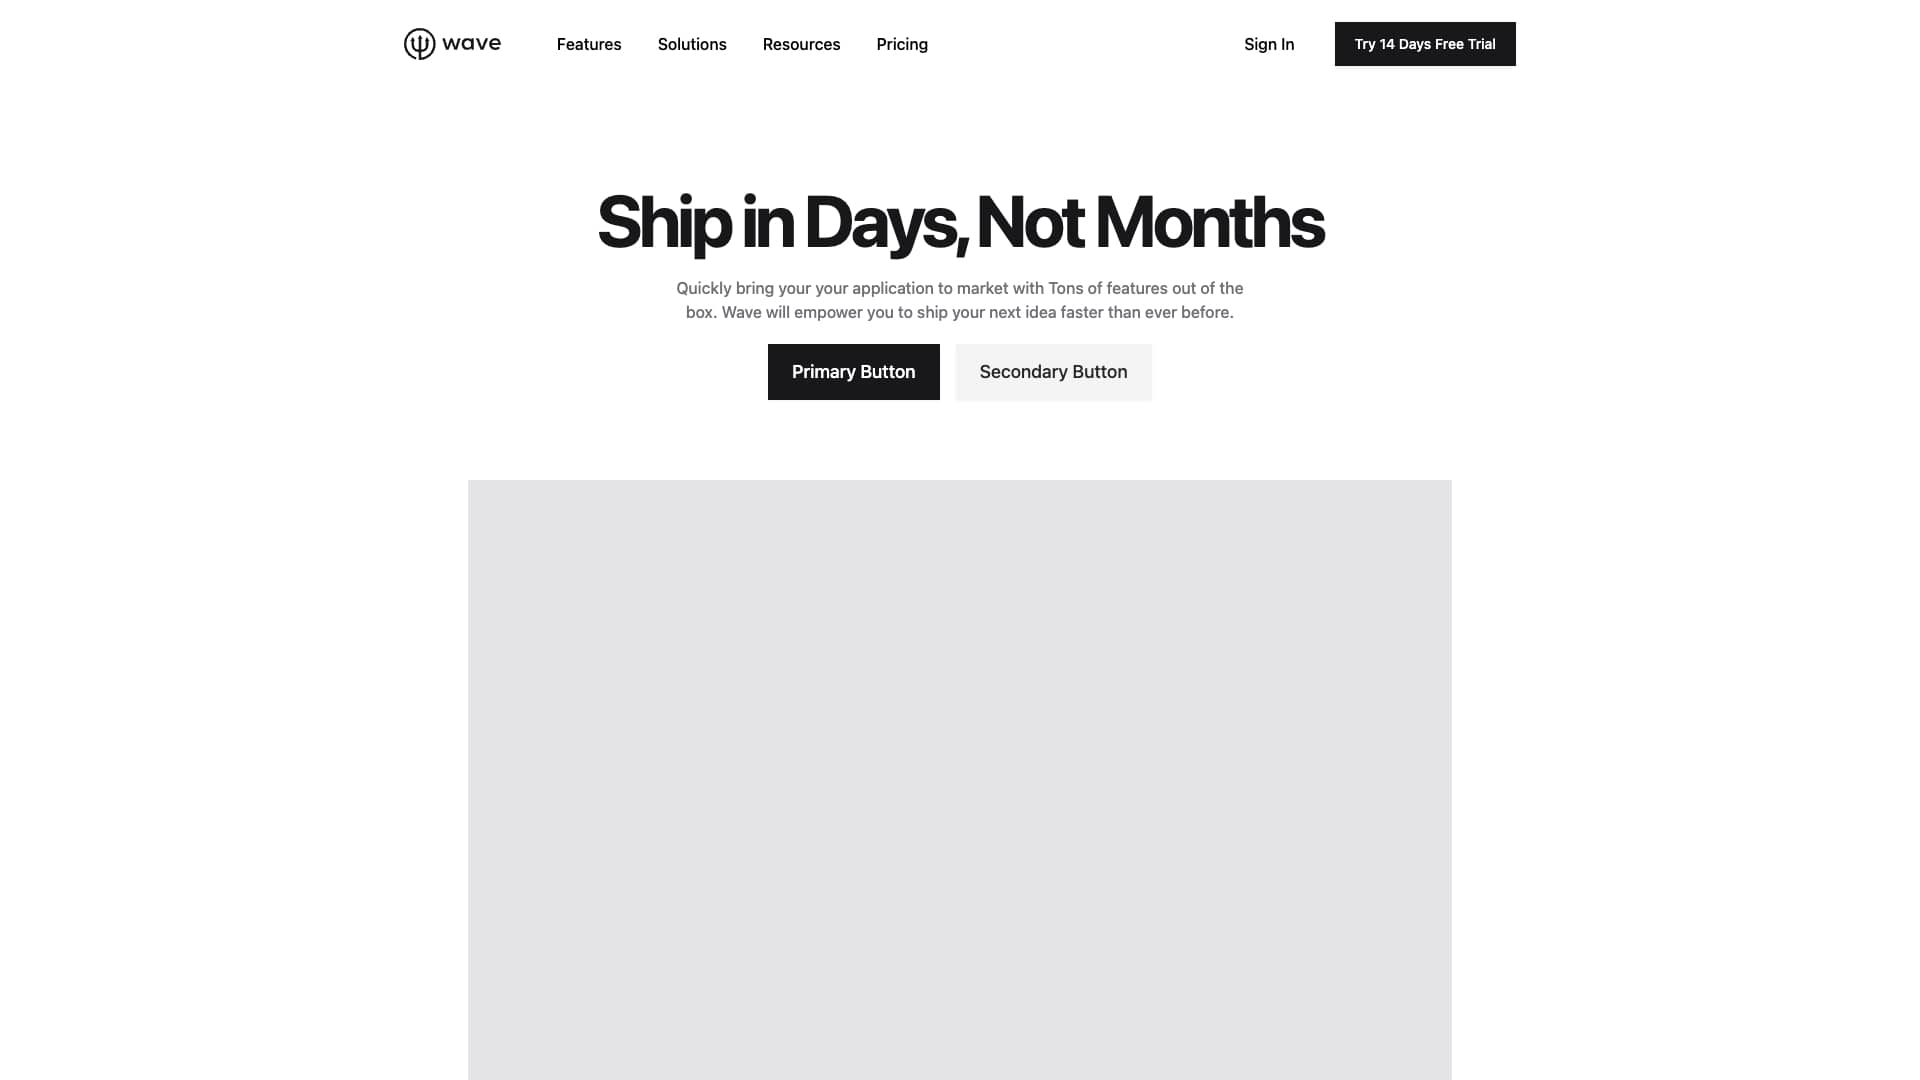 wave
Features
Solutions
Resources
Pricing
Sign In
Try 14 Days Free Trial
Ship in Days, Not Months
Quickly bring your your application to market with Tons of features out of the
box. Wave will empower you to ship your next idea faster than ever before.
Primary Button
Secondary Button